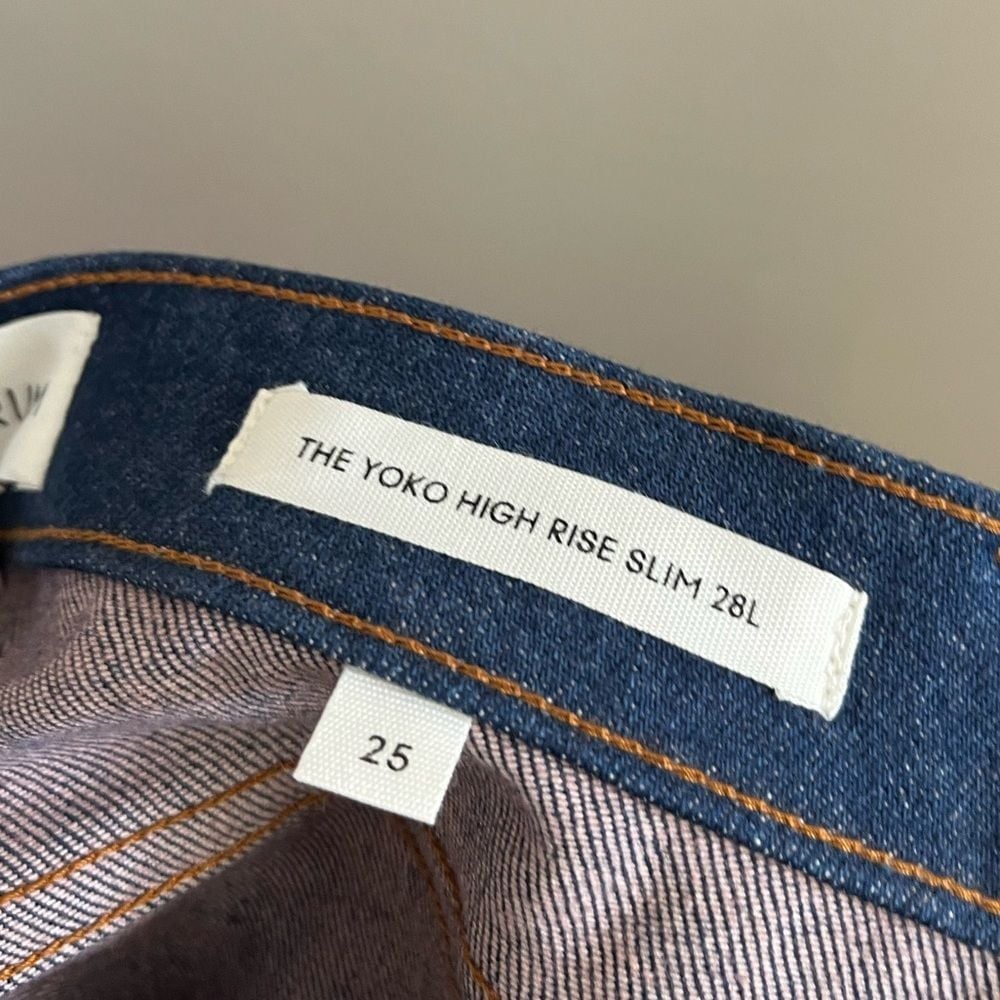 THE YOKO HIGH RISE SLIM 28L
25